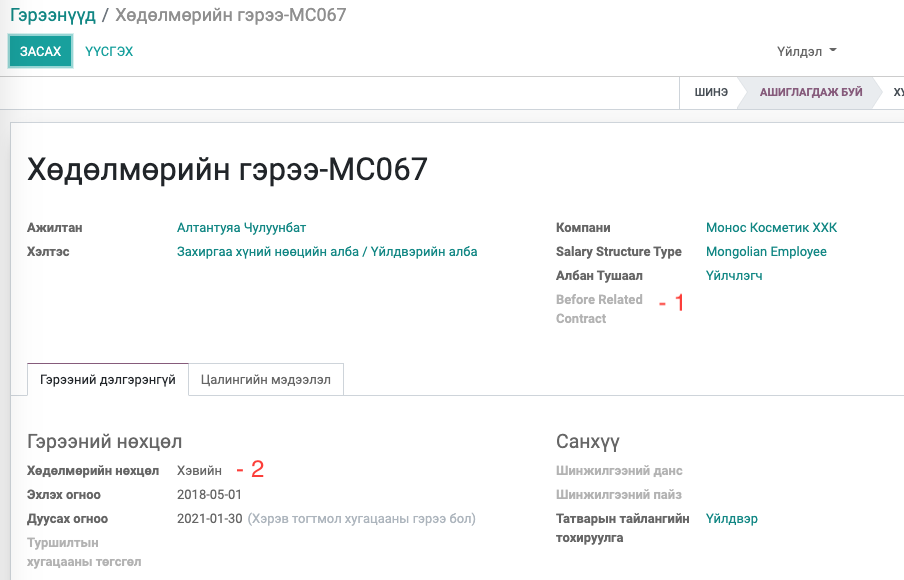 Гэрээнүүд / Хөдөлмөрийн гэрээ-MC067
ЗАСАХ ҮҮСГЭХ Үйлдэл
ШИНЭ АШИГЛАГДАЖ БУЙ ХУ
Хөдөлмөрийн гэрээ-MC067
Ажилтан Алтантуяа Чулуунбат Компани Монос Косметик ХХК
Хэлтэс Захиргаа хүний нөөцийн алба / Үйлдвэрийн алба Salary Structure Type Mongolian Employee
Албан Тушаал Үйлчлэгч
Before Related - 1
Contract
Гэрээний дэлгэрэнгүй Цалингийн мэдээлэл
Гэрээний нөхцөл Санхүү
Хөдөлмөрийн нөхцөл Хэвийн - 2 Шинжилгээний данс
Эхлэх огноо 2018-05-01 Шинжилгээний пайз
Дуусах огноо 2021-01-30 (Хэрэв тогтмол хугацааны гэрээ бол) Татварын тайлангийн Үйлдвэр
тохируулга
Туршилтын
хугацааны төгсгөл